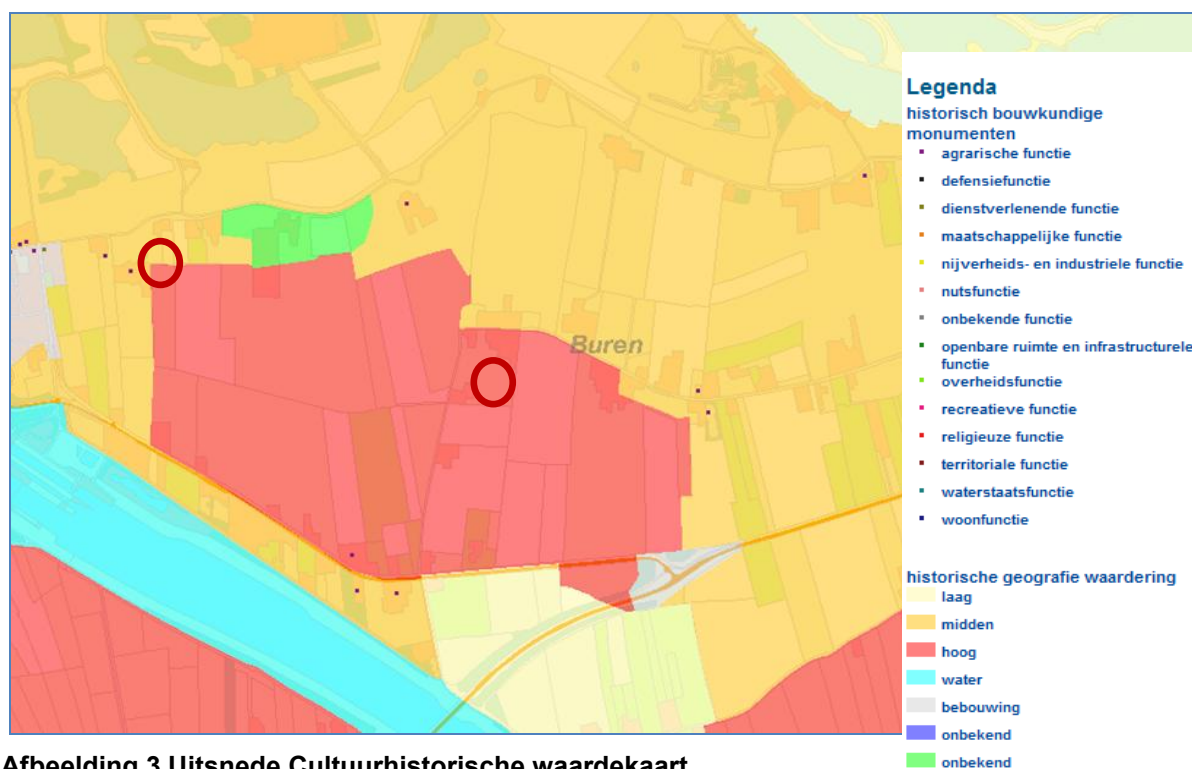 Buren
Legenda
historisch bouwkundige
monumenten
agrarische functie
defensiefunctie
dienstverlenende functie
maatschappelijke functie
nijverheids- en industriele functie
nutsfunctie
onbekende functie
openbare ruimte en infrastructurele
functie
overheidsfunctie
recreatieve functie
religieuze functie
territoriale functie
waterstaatsfunctie
woonfunctie
historische geografie waardering
laag
midden
hoog
water
bebouwing
onbekend
onbekend
Afbeelding 3 Uitsnede Cultuurhistorische waardekaart